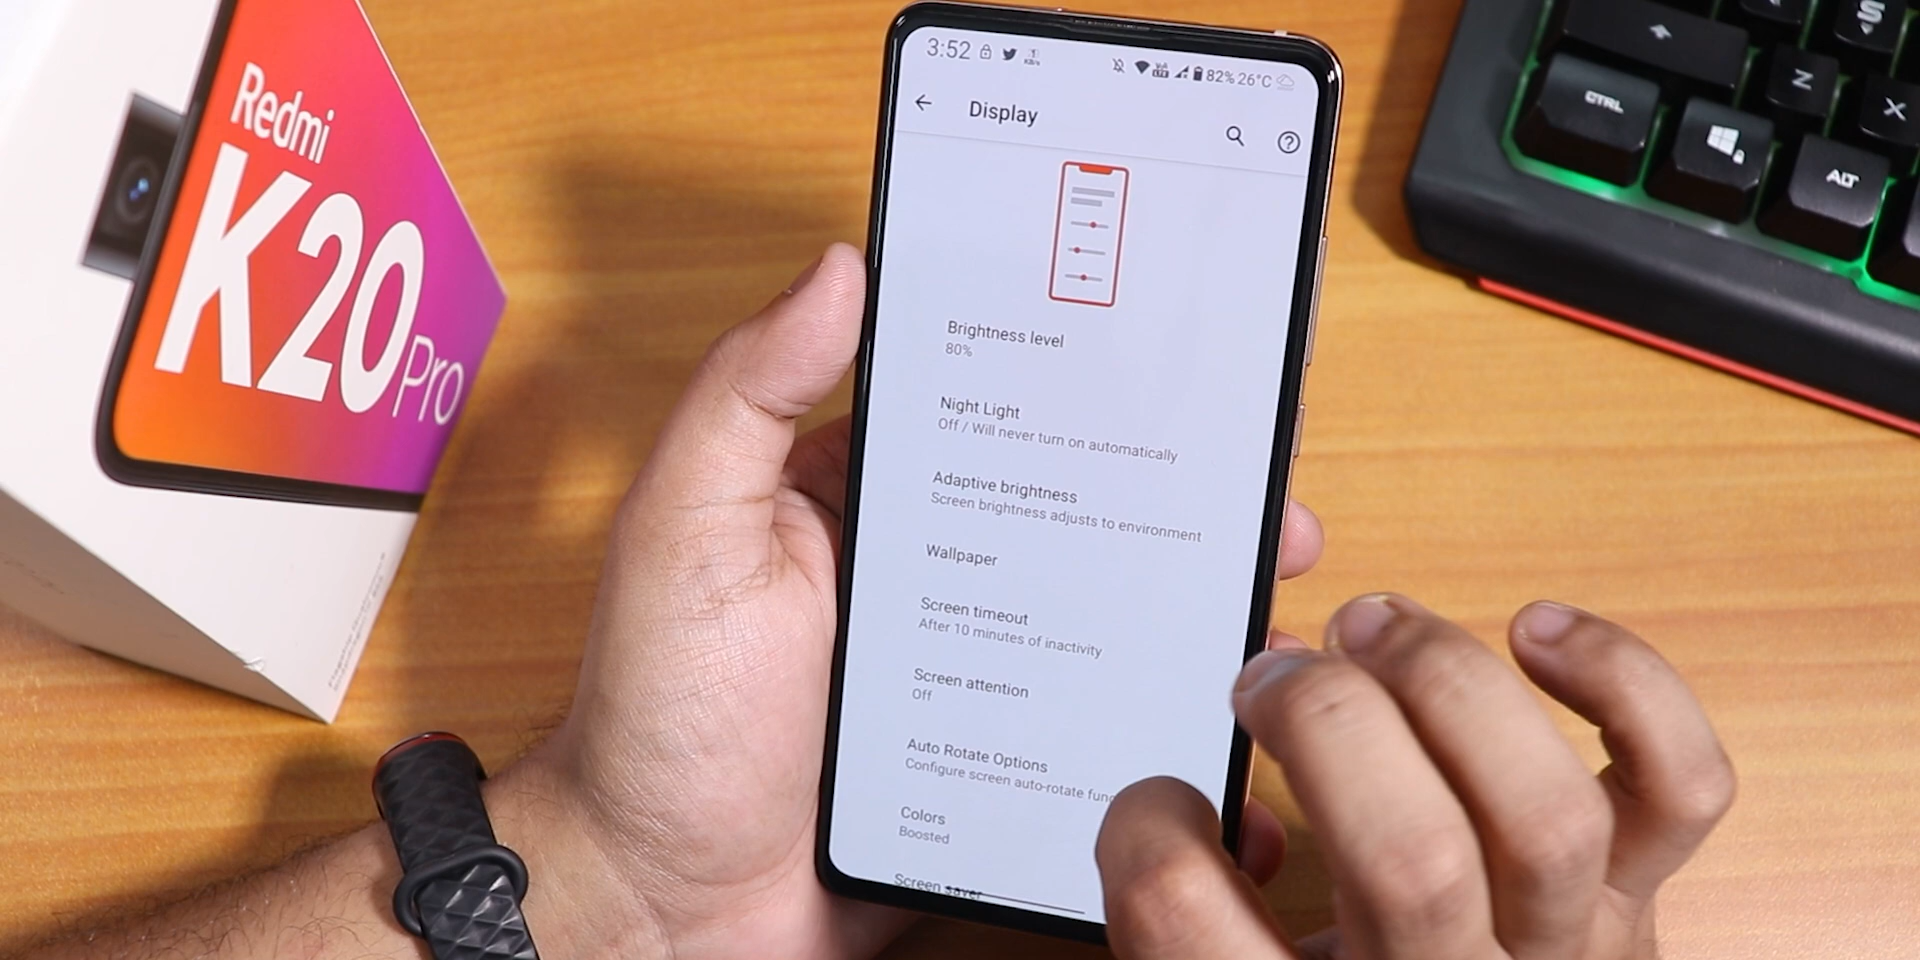 Redmi
K20 Pro
3:52
82% 26°C
Display
Brightness level
80%
Night Light
Off / Will never turn on automatically
Adaptive brightness
Screen brightness adjusts to environment
Wallpaper
Screen timeout
After 10 minutes of inactivity
Screen attention
Off
Auto Rotate Options
Configure screen auto-rotate func
Colors
Boosted
Screen saver
S
Z
X
CTRL
ALT